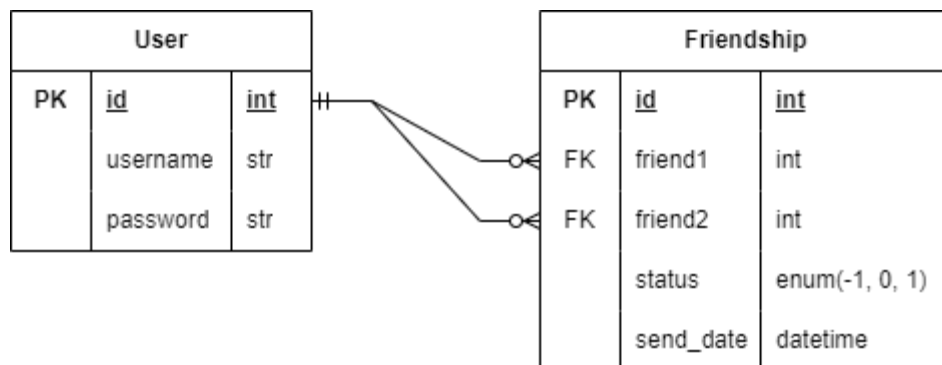 User
PK id int
username str
password str
Friendship
PK id int
FK friend1 int
FK friend2 int
status enum(-1, 0, 1)
send_date datetime